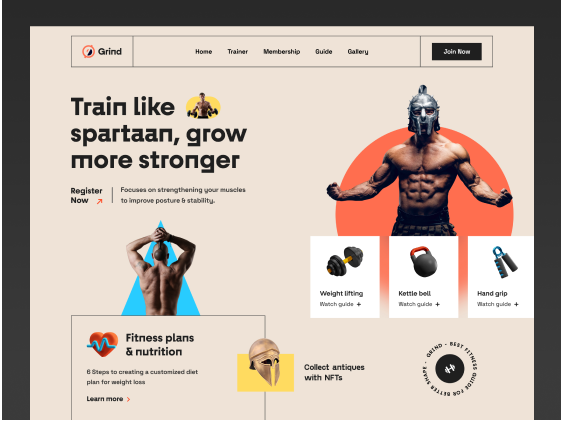 Grind
Home Trainer Membership Guide Gallery
Join Now
Train like
spartaan, grow
more stronger
Register
Now
Focuses on strengthening your muscles
to improve posture & stability.
Weight lifting
Watch guide +
Kettle bell
Watch guide +
Hand grip
Watch guide +
Fitness plans
& nutrition
6 Steps to creating a customized diet
plan for weight loss
Learn more
Collect antiques
with NFTs
GRIND - BEST FITNESS GUIDE FOR BETTER SHAPE -